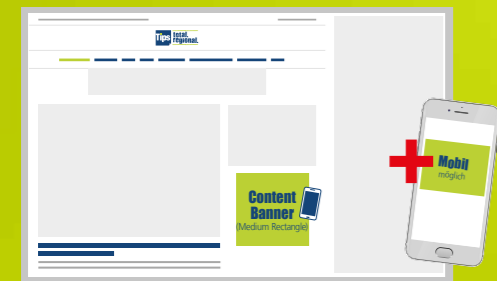 Tips total.
regional.
Content
Banner
(Medium Rectangle)
Mobil
möglich